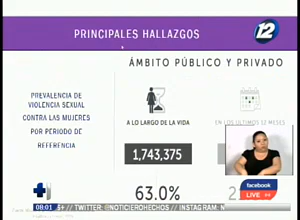 PRINCIPALES HALLAZGOS
12
ÁMBITO PÚBLICO Y PRIVADO
PREVALENCIA DE
VIOLENCIA SEXUAL
CONTRA LAS MUJERES
POR PERIODO DE
REFERENCIA
A LO LARGO DE LA VIDA
EN LOS ÚLTIMOS 12 MESES
1,743,375
63.0%
facebook
LIVE
08:01
// TWITTER: @NOTICIEROHECHOS // INSTAGRAM: